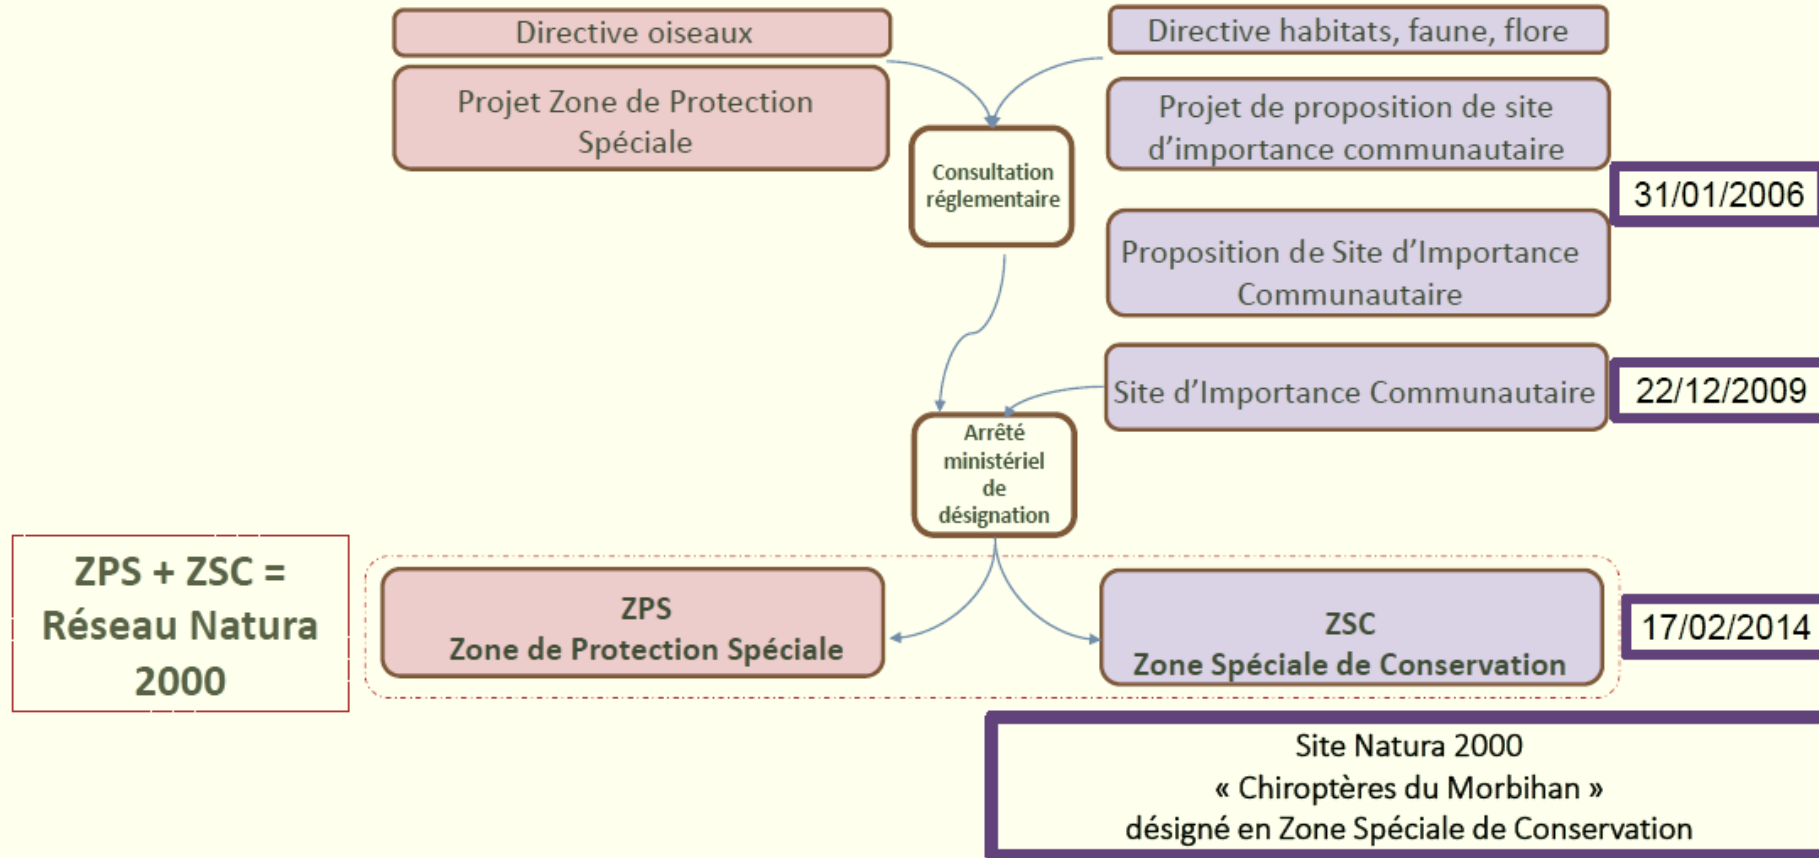 Directive oiseaux
Projet Zone de Protection
Spéciale
Directive habitats, faune, flore
Projet de proposition de site
d'importance communautaire
Consultation
réglementaire
31/01/2006
Proposition de Site d'Importance
Communautaire
Site d'Importance Communautaire
22/12/2009
Arrêté
ministériel
de
désignation
ZPS + ZSC =
Réseau Natura
2000
ZPS
Zone de Protection Spéciale
ZSC
Zone Spéciale de Conservation
17/02/2014
Site Natura 2000
« Chiroptères du Morbihan »
désigné en Zone Spéciale de Conservation